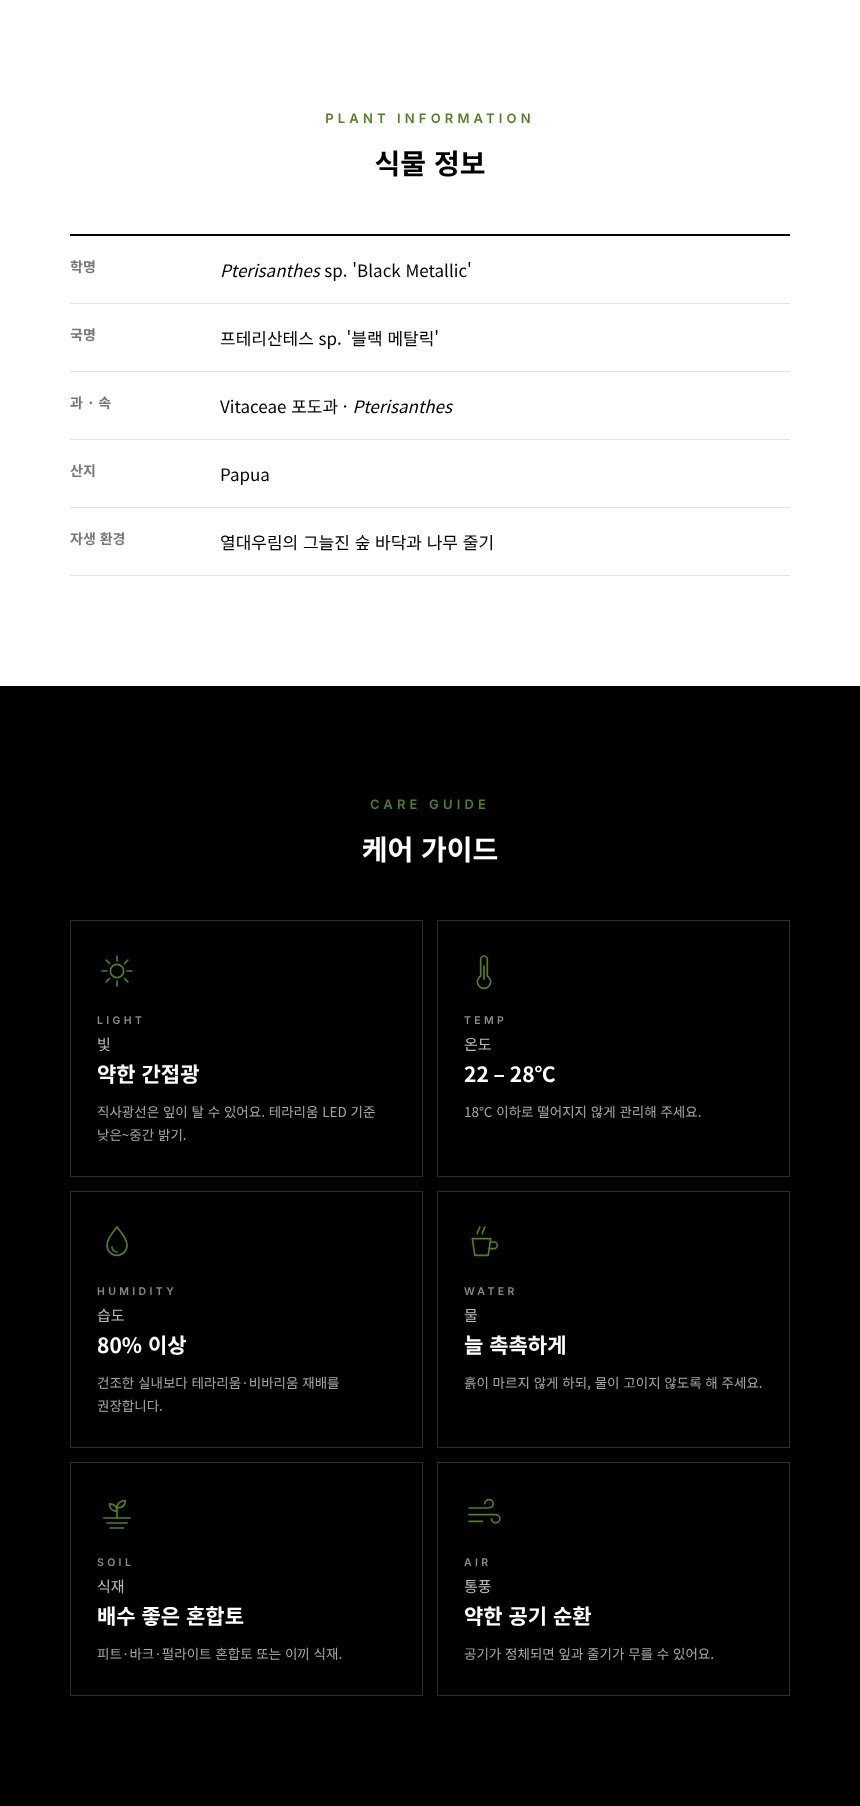 PLANT INFORMATION
식물 정보
학명
Pterisanthes sp. 'Black Metallic'
국명
프테리산테스 sp. '블랙 메탈릭'
과 · 속
Vitaceae 포도과 · Pterisanthes
산지
Papua
자생 환경
열대우림의 그늘진 숲 바닥과 나무 줄기
CARE GUIDE
케어 가이드
LIGHT
빛
약한 간접광
직사광선은 잎이 탈 수 있어요. 테라리움 LED 기준
낮은~중간 밝기.
TEMP
온도
22 – 28℃
18℃ 이하로 떨어지지 않게 관리해 주세요.
HUMIDITY
습도
80% 이상
건조한 실내보다 테라리움·비바리움 재배를
권장합니다.
WATER
물
늘 촉촉하게
흙이 마르지 않게 하되, 물이 고이지 않도록 해 주세요.
SOIL
식재
배수 좋은 혼합토
피트·바크·펄라이트 혼합토 또는 이끼 식재.
AIR
통풍
약한 공기 순환
공기가 정체되면 잎과 줄기가 무를 수 있어요.